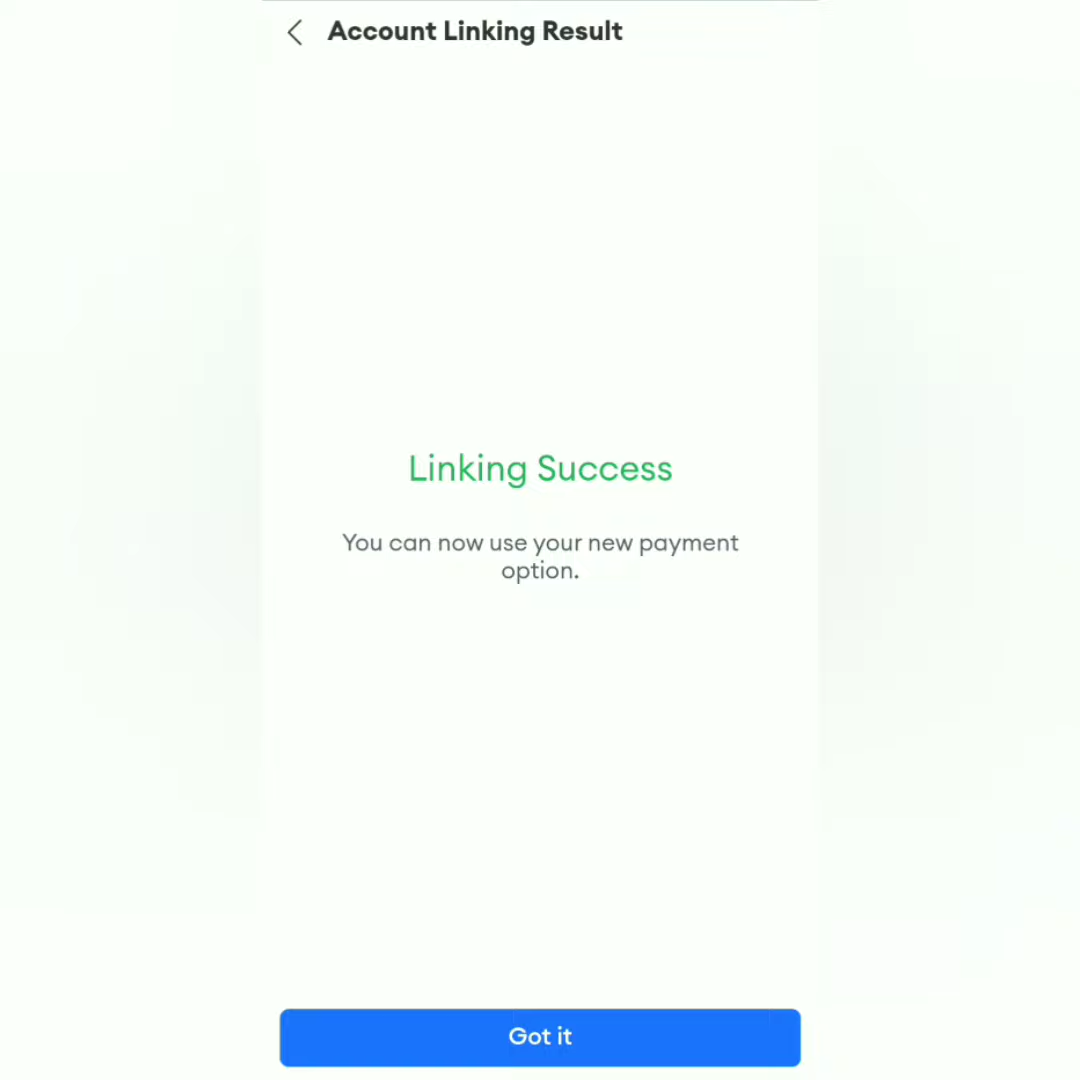 Account Linking Result
Linking Success
You can now use your new payment
option.
Got it